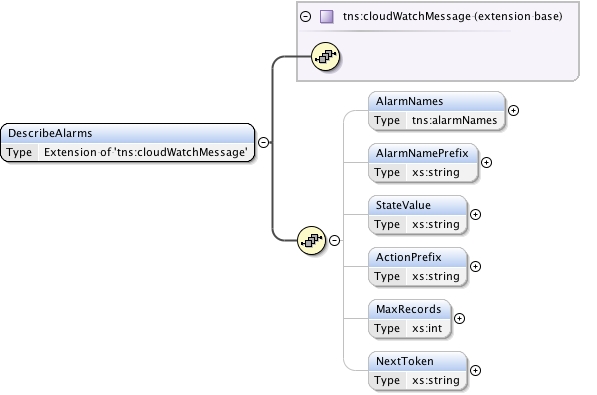 tns:cloudWatchMessage (extension base)
DescribeAlarms
Type Extension of 'tns:cloudWatchMessage'
AlarmNames
Type tns:alarmNames
AlarmNamePrefix
Type xs:string
StateValue
Type xs:string
ActionPrefix
Type xs:string
MaxRecords
Type xs:int
NextToken
Type xs:string